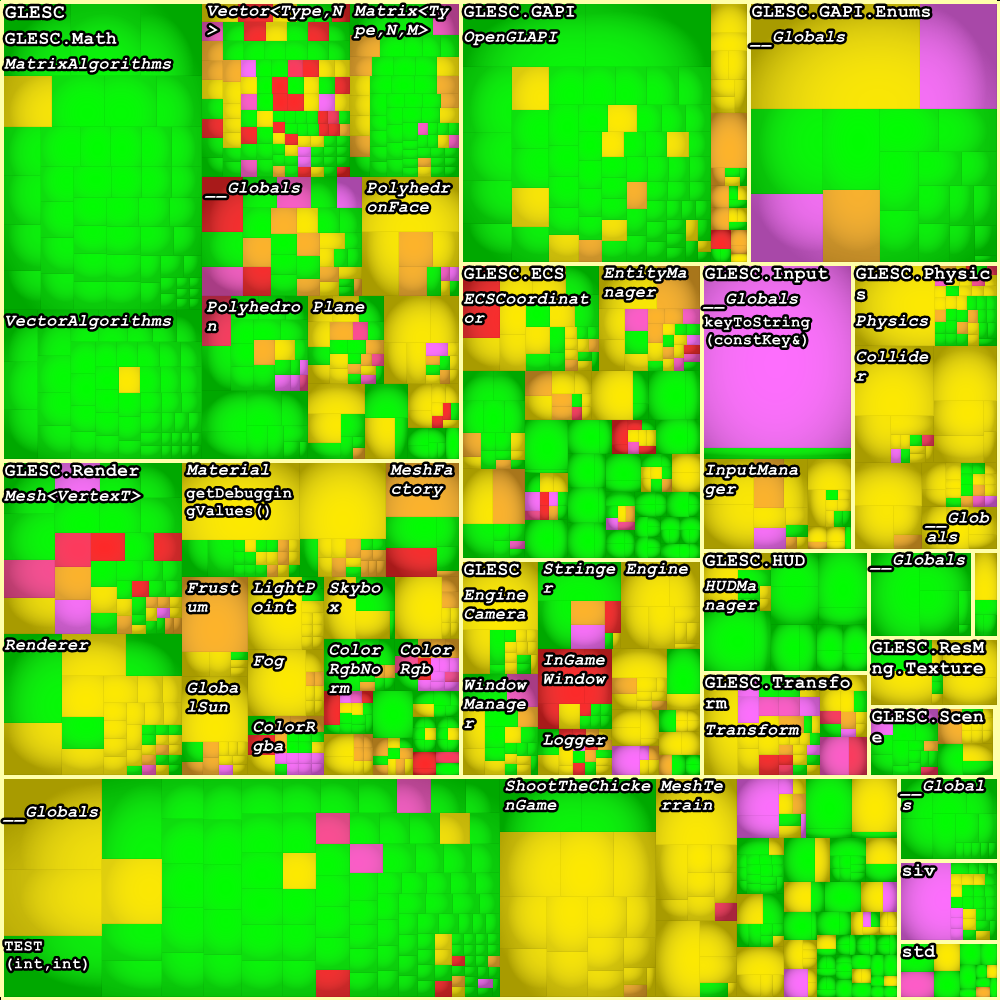 GLESC
GLESC.Math
MatrixAlgorithms
Vector<Type,N
>
Matrix<Ty
pe,N,M>
GLESC.GAPI
OpenGLAPI
GLESC.GAPI.Enums
__Globals
__Globals
Polyhedr
onFace
VectorAlgorithms
Polyhedro
n
Plane
GLESC.ECS
ECSCoordinat
or
EntityMa
nager
GLESC.Input
__Globals
keyToString
(constKey&)
GLESC.Physic
s
Physics
Collide
r
InputMana
ger
__Glob
als
GLESC.Render
Mesh<VertexT>
Material
getDebuggin
gValues()
MeshFa
ctory
Frust
um
LightP
oint
Skybo
x
Renderer
Fog
Globa
lSun
ColorR
gba
Color
RgbNo
rm
Color
Rgb
GLESC
Engine
Camera
Stringe
r
Engine
InGame
Window
Window
Manage
r
Logger
GLESC.HUD
HUDMa
nager
__Globals
GLESC.ResM
ng.Texture
GLESC.Transfo
rm
Transform
GLESC.Scen
e
__Globals
TEST
(int,int)
ShootTheChicke
nGame
MeshTe
rrain
__Global
s
siv
std